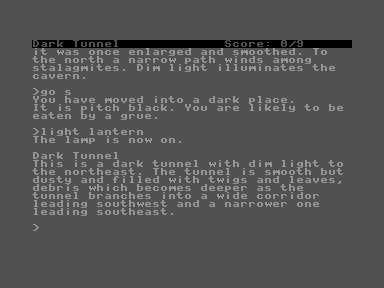 Dark Tunnel Score: 0/9
it was once enlarged and smoothed. To
the north a narrow path winds among
stalagmites. Dim light illuminates the
cavern.
>go s
You have moved into a dark place.
It is pitch black. You are likely to be
eaten by a grue.
>light lantern
The lamp is now on.
Dark Tunnel
This is a dark tunnel with dim light to
the northeast. The tunnel is smooth but
dusty and filled with twigs and leaves,
debris which becomes deeper as the
tunnel branches into a wide corridor
leading southwest and a narrower one
leading southeast.
>